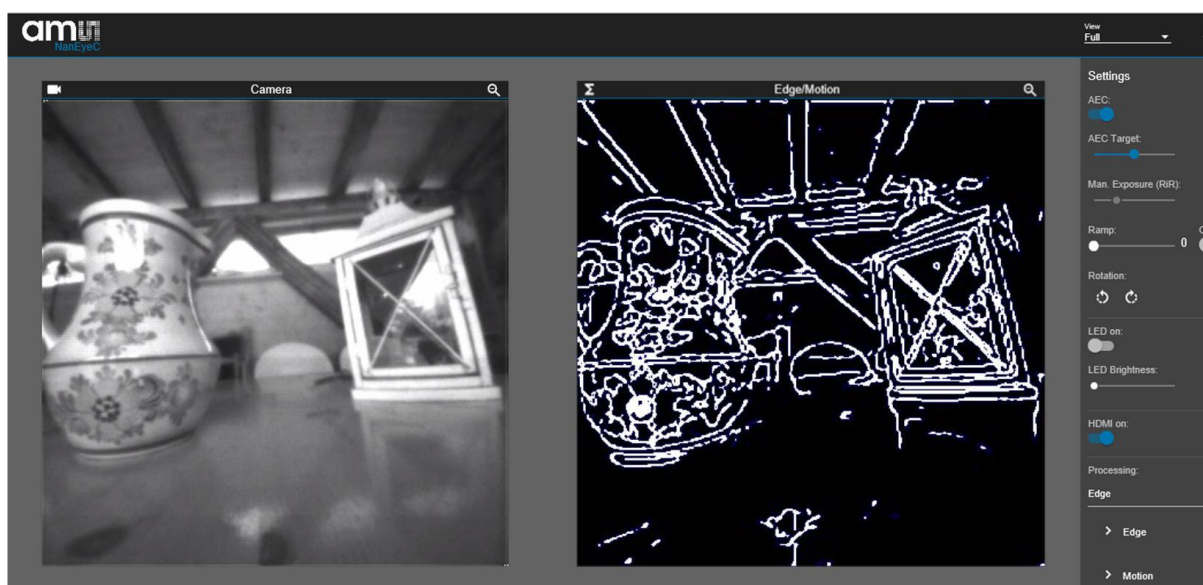 amu
NanEyeC
View
Full
Camera
Σ
Edge/Motion
Settings
AEC:
AEC Target:
Man. Exposure (RiR):
Ramp:
0
Rotation:
LED on:
LED Brightness:
HDMI on:
Processing:
Edge
Edge
Motion